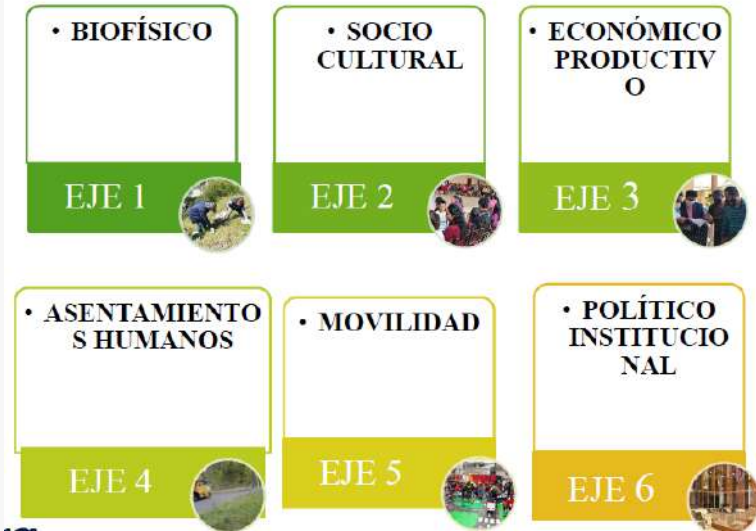 • BIOFÍSICO
EJE 1
• SOCIO
CULTURAL
EJE 2
• ECONÓMICO
PRODUCTIV
O
EJE 3
• ASENTAMIENTO
S HUMANOS
EJE 4
• MOVILIDAD
EJE 5
• POLÍTICO
INSTITUCIO
NAL
EJE 6